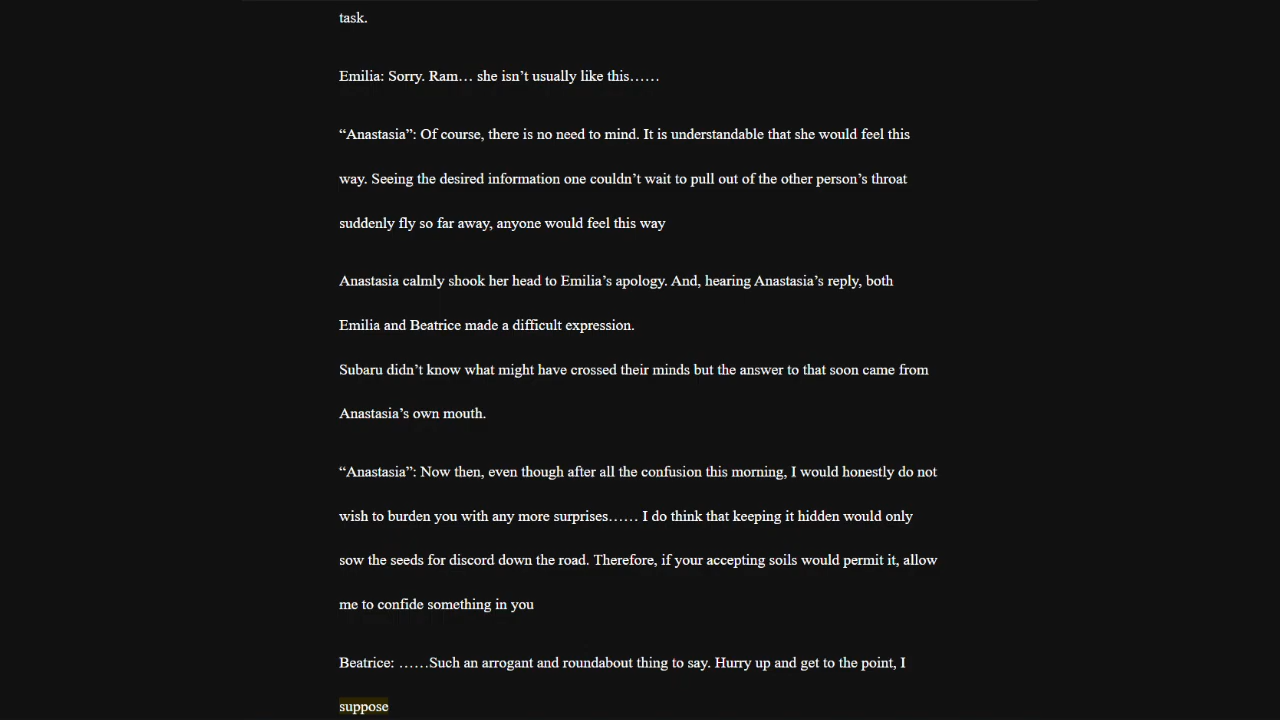 task.
Emilia: Sorry. Ram… she isn’t usually like this……
“Anastasia”: Of course, there is no need to mind. It is understandable that she would feel this
way. Seeing the desired information one couldn’t wait to pull out of the other person’s throat
suddenly fly so far away, anyone would feel this way
Anastasia calmly shook her head to Emilia’s apology. And, hearing Anastasia’s reply, both
Emilia and Beatrice made a difficult expression.
Subaru didn’t know what might have crossed their minds but the answer to that soon came from
Anastasia’s own mouth.
“Anastasia”: Now then, even though after all the confusion this morning, I would honestly do not
wish to burden you with any more surprises…… I do think that keeping it hidden would only
sow the seeds for discord down the road. Therefore, if your accepting soils would permit it, allow
me to confide something in you
Beatrice: ……Such an arrogant and roundabout thing to say. Hurry up and get to the point, I
suppose